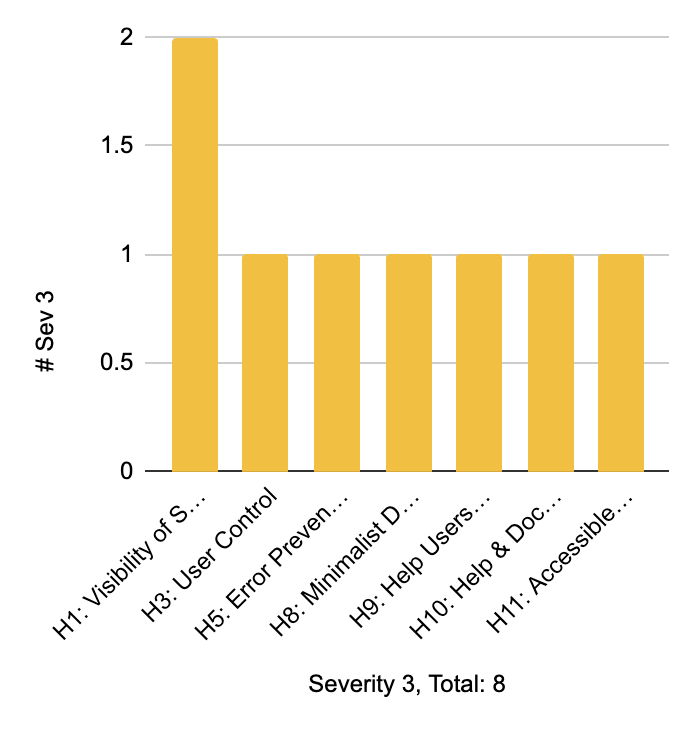 2
1.5
1
0.5
0
# Sev 3
H1: Visibility of S…
H3: User Control
H5: Error Preven…
H8: Minimalist D…
H9: Help Users…
H10: Help & Doc…
H11: Accessible…
Severity 3, Total: 8